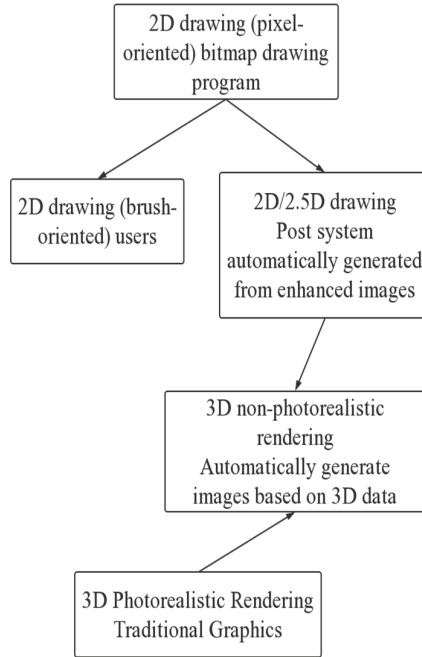 2D drawing (pixel-
oriented) bitmap drawing
program
2D drawing (brush-
oriented) users
2D/2.5D drawing
Post system
automatically generated
from enhanced images
3D non-photorealistic
rendering
Automatically generate
images based on 3D data
3D Photorealistic Rendering
Traditional Graphics